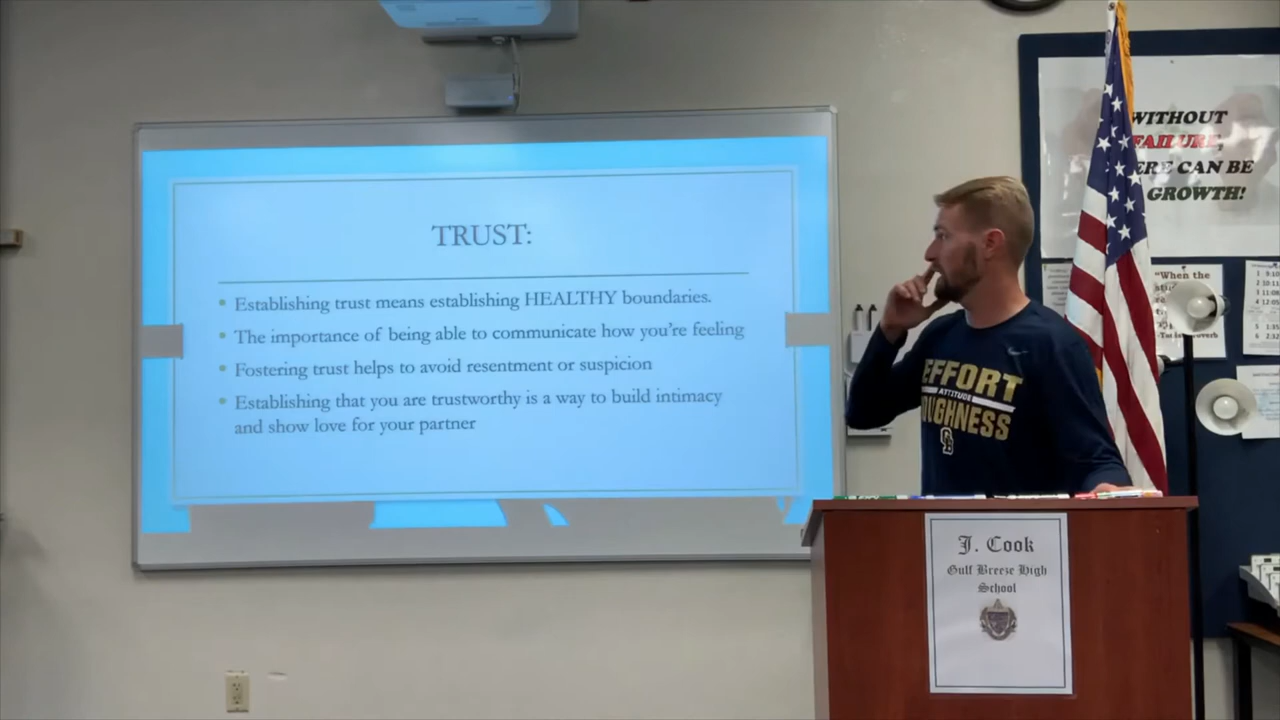 TRUST:
Establishing trust means establishing HEALTHY boundaries.
The importance of being able to communicate how you're feeling
Fostering trust helps to avoid resentment or suspicion
Establishing that you are trustworthy is a way to build intimacy
and show love for your partner
WITHOUT
FAILURE,
CAN BE
GROWTH!
"When the
EFFORT
ATTITUDE
J. Cook
Gulf Breeze High
School